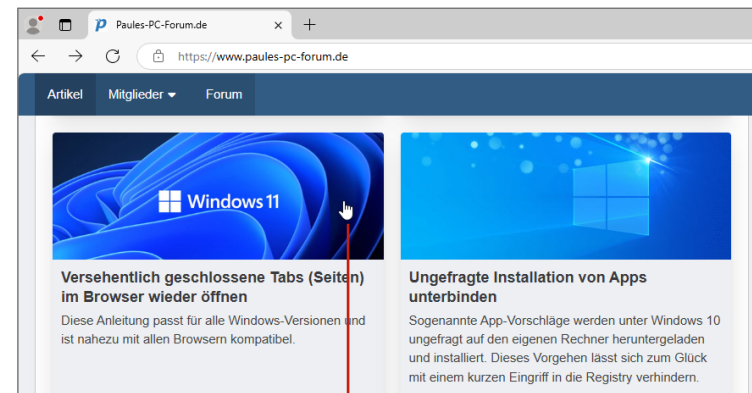 Paules-PC-Forum.de
https://www.paules-pc-forum.de
Artikel Mitglieder Forum
Windows 11
Versehentlich geschlossene Tabs (Seiten)
im Browser wieder öffnen
Diese Anleitung passt für alle Windows-Versionen und
ist nahezu mit allen Browsern kompatibel.
Ungefragte Installation von Apps
unterbinden
Sogenannte App-Vorschläge werden unter Windows 10
ungefragt auf den eigenen Rechner heruntergeladen
und installiert. Dieses Vorgehen lässt sich zum Glück
mit einem kurzen Eingriff in die Registry verhindern.